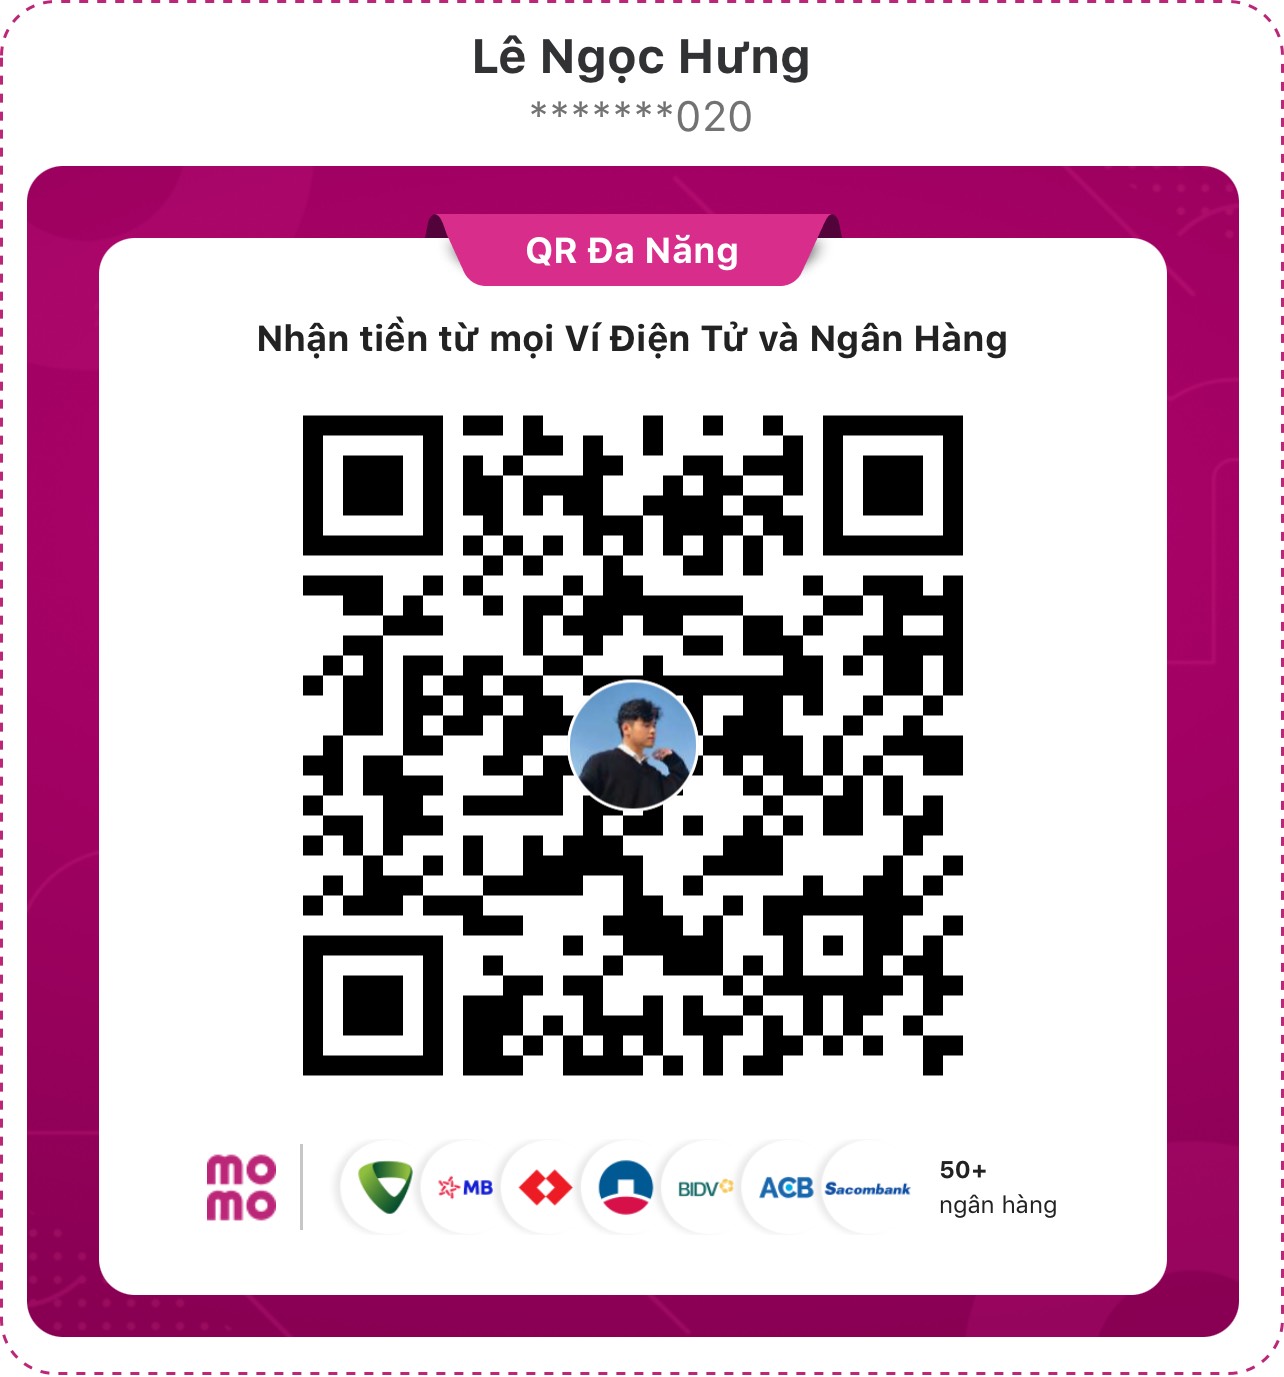 Lê Ngọc Hưng
*******020
QR Đa Năng
Nhận tiền từ mọi Ví Điện Tử và Ngân Hàng
mo
mo
MB
BIDV
ACB
Sacombank
50+
ngân hàng